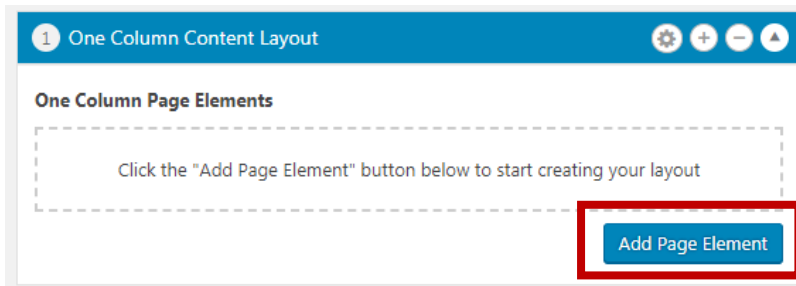 1 One Column Content Layout
One Column Page Elements
Click the "Add Page Element" button below to start creating your layout
Add Page Element